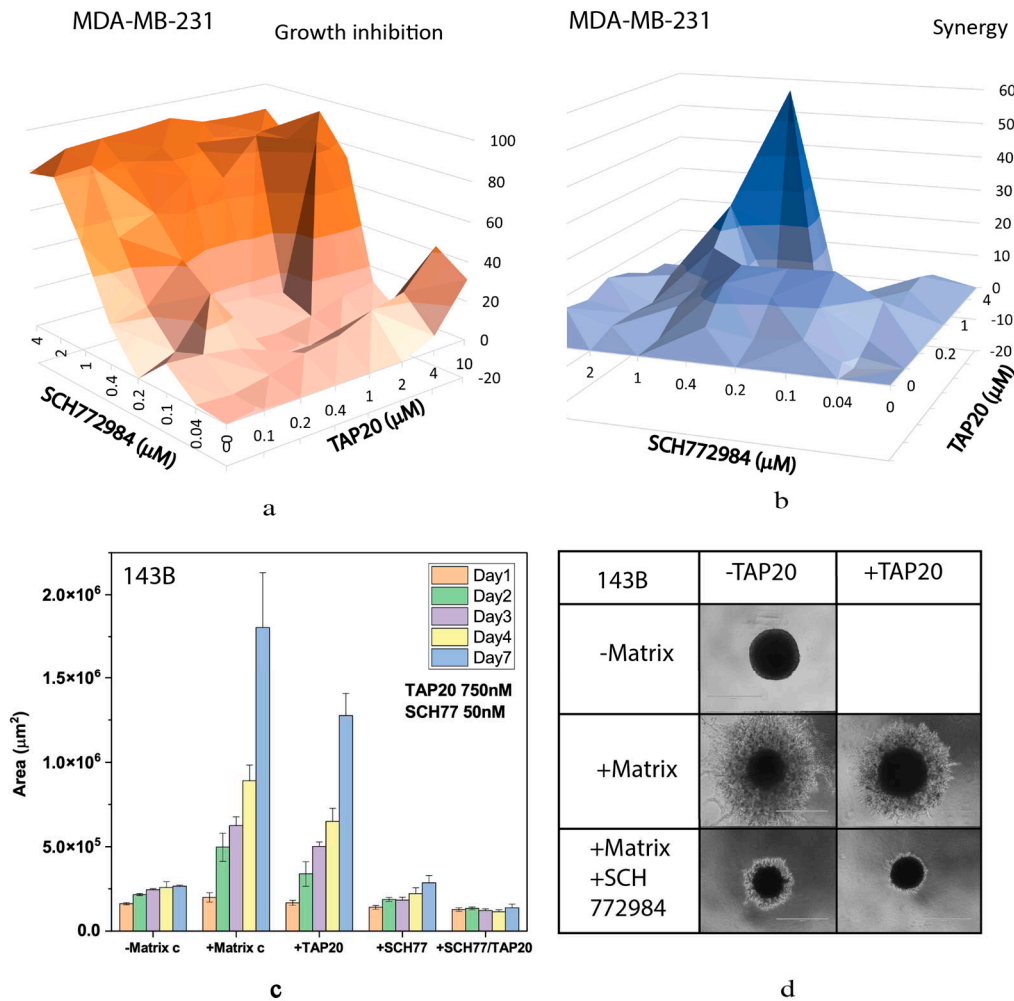 MDA-MB-231
Growth inhibition
100
80
60
40
20
0
-20
4
2
1
0.4
0.2
0.1
0.04
0
SCH772984 (μM)
0
0.1
0.2
0.4
1
2
4
10
TAP20 (μM)
a
MDA-MB-231
Synergy
60
50
40
30
20
10
0
-10
-20
2
1
0.4
0.2
0.1
0.04
0
SCH772984 (μM)
4
1
0.2
0
TAP20 (μM)
b
143B
Day1
Day2
Day3
Day4
Day7
TAP20 750nM
SCH77 50nM
2.0×10⁶
1.5×10⁶
1.0×10⁶
5.0×10⁵
0.0
Area (μm²)
-Matrix c
+Matrix c
+TAP20
+SCH77
+SCH77/TAP20
c
143B
-TAP20
+TAP20
-Matrix
+Matrix
+Matrix
+SCH
772984
d